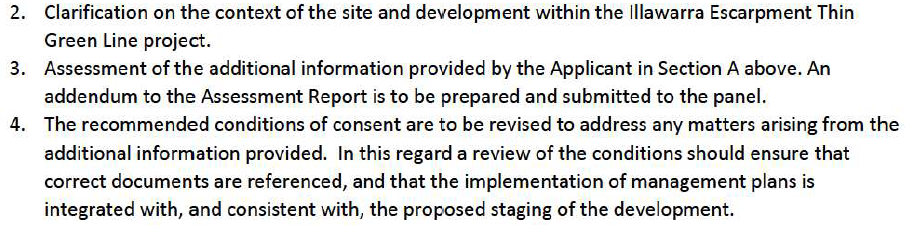 2. Clarification on the context of the site and development within the Illawarra Escarpment Thin
Green Line project.
3. Assessment of the additional information provided by the Applicant in Section A above. An
addendum to the Assessment Report is to be prepared and submitted to the panel.
4. The recommended conditions of consent are to be revised to address any matters arising from the
additional information provided. In this regard a review of the conditions should ensure that
correct documents are referenced, and that the implementation of management plans is
integrated with, and consistent with, the proposed staging of the development.